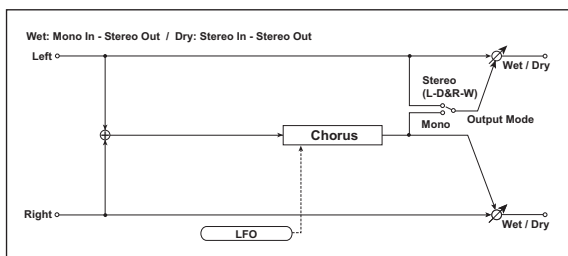 Wet: Mono In - Stereo Out / Dry: Stereo In - Stereo Out
Left
Wet / Dry
Stereo
(L-D&R-W)
Output Mode
Mono
Chorus
Right
Wet / Dry
LFO